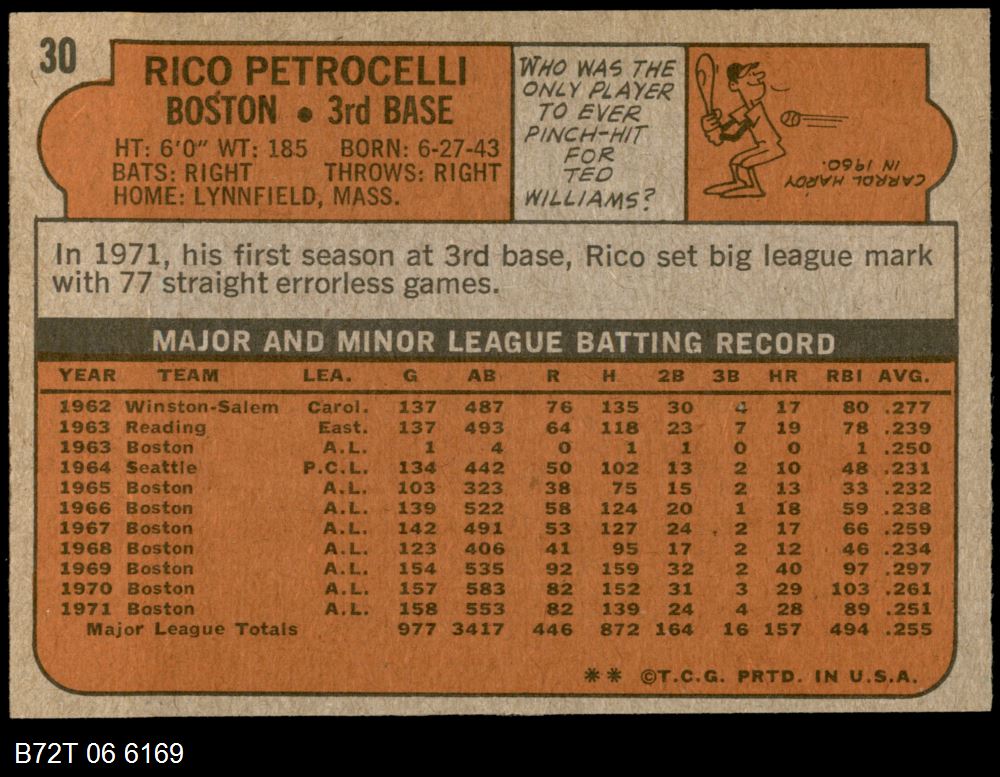 30
RICO PETROCELLI
BOSTON • 3rd BASE
HT: 6'0" WT: 185 BORN: 6-27-43
BATS: RIGHT THROWS: RIGHT
HOME: LYNNFIELD, MASS.
WHO WAS THE
ONLY PLAYER
TO EVER
PINCH-HIT
FOR
TED
WILLIAMS?
CARROL HARDY
IN 1960.
In 1971, his first season at 3rd base, Rico set big league mark
with 77 straight errorless games.
MAJOR AND MINOR LEAGUE BATTING RECORD
YEAR TEAM LEA. G AB R H 2B 3B HR RBI AVG.
1962 Winston-Salem Carol. 137 487 76 135 30 4 17 80 .277
1963 Reading East. 137 493 64 118 23 7 19 78 .239
1963 Boston A.L. 1 4 0 1 1 0 0 1 .250
1964 Seattle P.C.L. 134 442 50 102 13 2 10 48 .231
1965 Boston A.L. 103 323 38 75 15 2 13 33 .232
1966 Boston A.L. 139 522 58 124 20 1 18 59 .238
1967 Boston A.L. 142 491 53 127 24 2 17 66 .259
1968 Boston A.L. 123 406 41 95 17 2 12 46 .234
1969 Boston A.L. 154 535 92 159 32 2 40 97 .297
1970 Boston A.L. 157 583 82 152 31 3 29 103 .261
1971 Boston A.L. 158 553 82 139 24 4 28 89 .251
Major League Totals 977 3417 446 872 164 16 157 494 .255
** ©T.C.G. PRTD. IN U.S.A.
B72T 06 6169